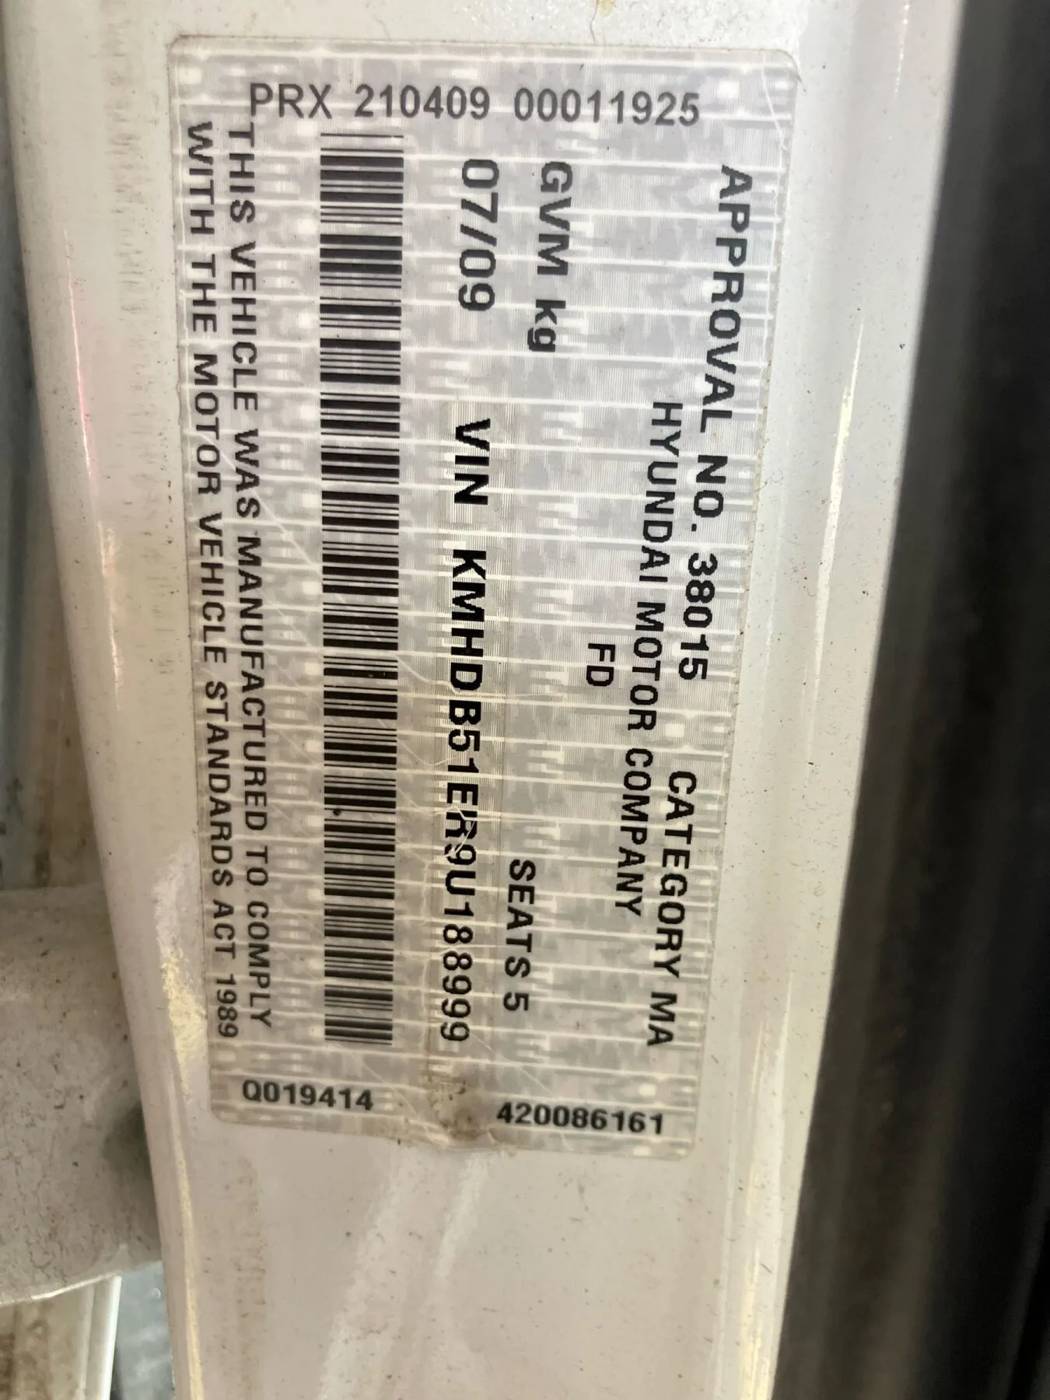 PRX 210409 00011925
APPROVAL NO. 38015 CATEGORY MA
HYUNDAI MOTOR COMPANY
FD
GVM kg SEATS 5
07/09 VIN KMHDB51ER9U188999
THIS VEHICLE WAS MANUFACTURED TO COMPLY
WITH THE MOTOR VEHICLE STANDARDS ACT 1989
Q019414
420086161